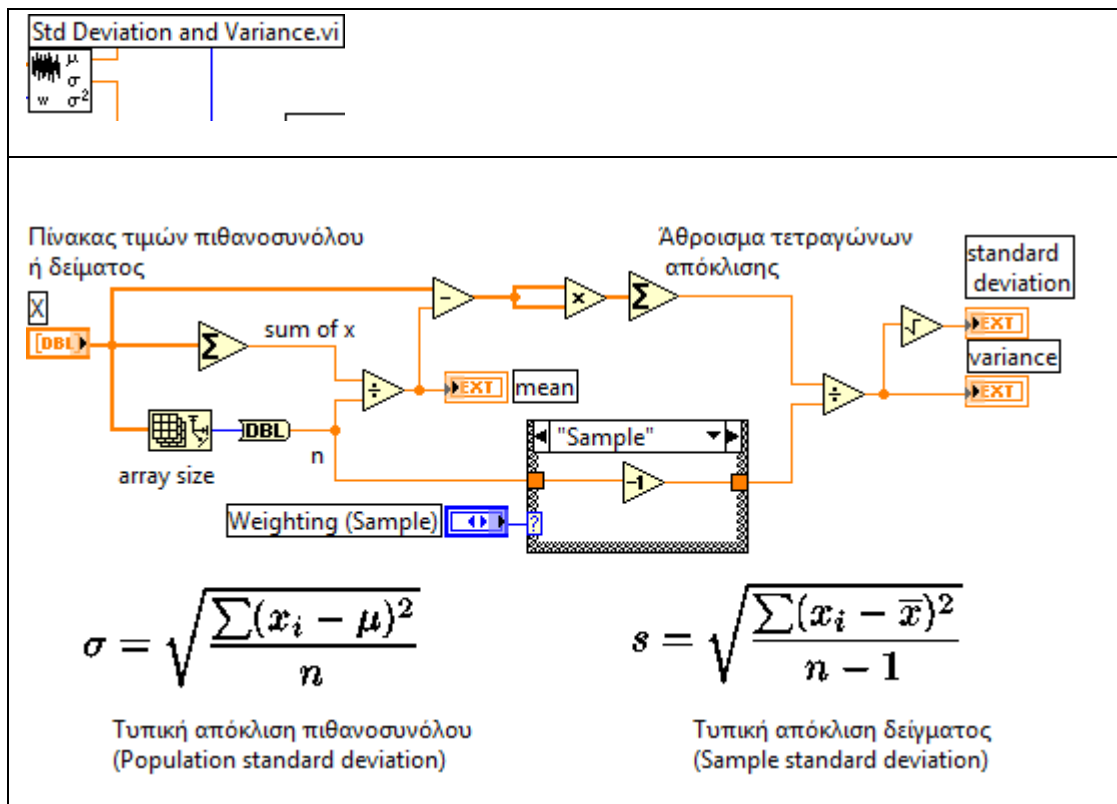 Std Deviation and Variance.vi
μ
σ
w σ²
Πίνακας τιμών πιθανοσυνόλου
ή δείματος
Άθροισμα τετραγώνων
απόκλισης
standard
deviation
X
[DBL]
Σ
sum of x
-
×
Σ
√
EXT
variance
÷
EXT
mean
÷
EXT
DBL
n
array size
"Sample"
-1
Weighting (Sample)
?
σ = √(∑(xᵢ − μ)² / n)
s = √(∑(xᵢ − x̅)² / (n − 1))
Τυπική απόκλιση πιθανοσυνόλου
(Population standard deviation)
Τυπική απόκλιση δείγματος
(Sample standard deviation)